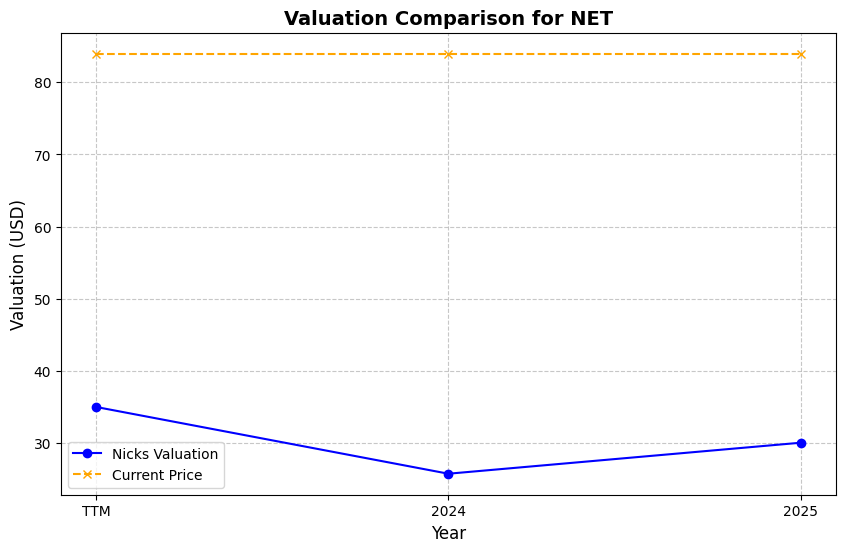 Valuation Comparison for NET
Valuation (USD)
80
70
60
50
40
30
Nicks Valuation
Current Price
TTM
2024
2025
Year